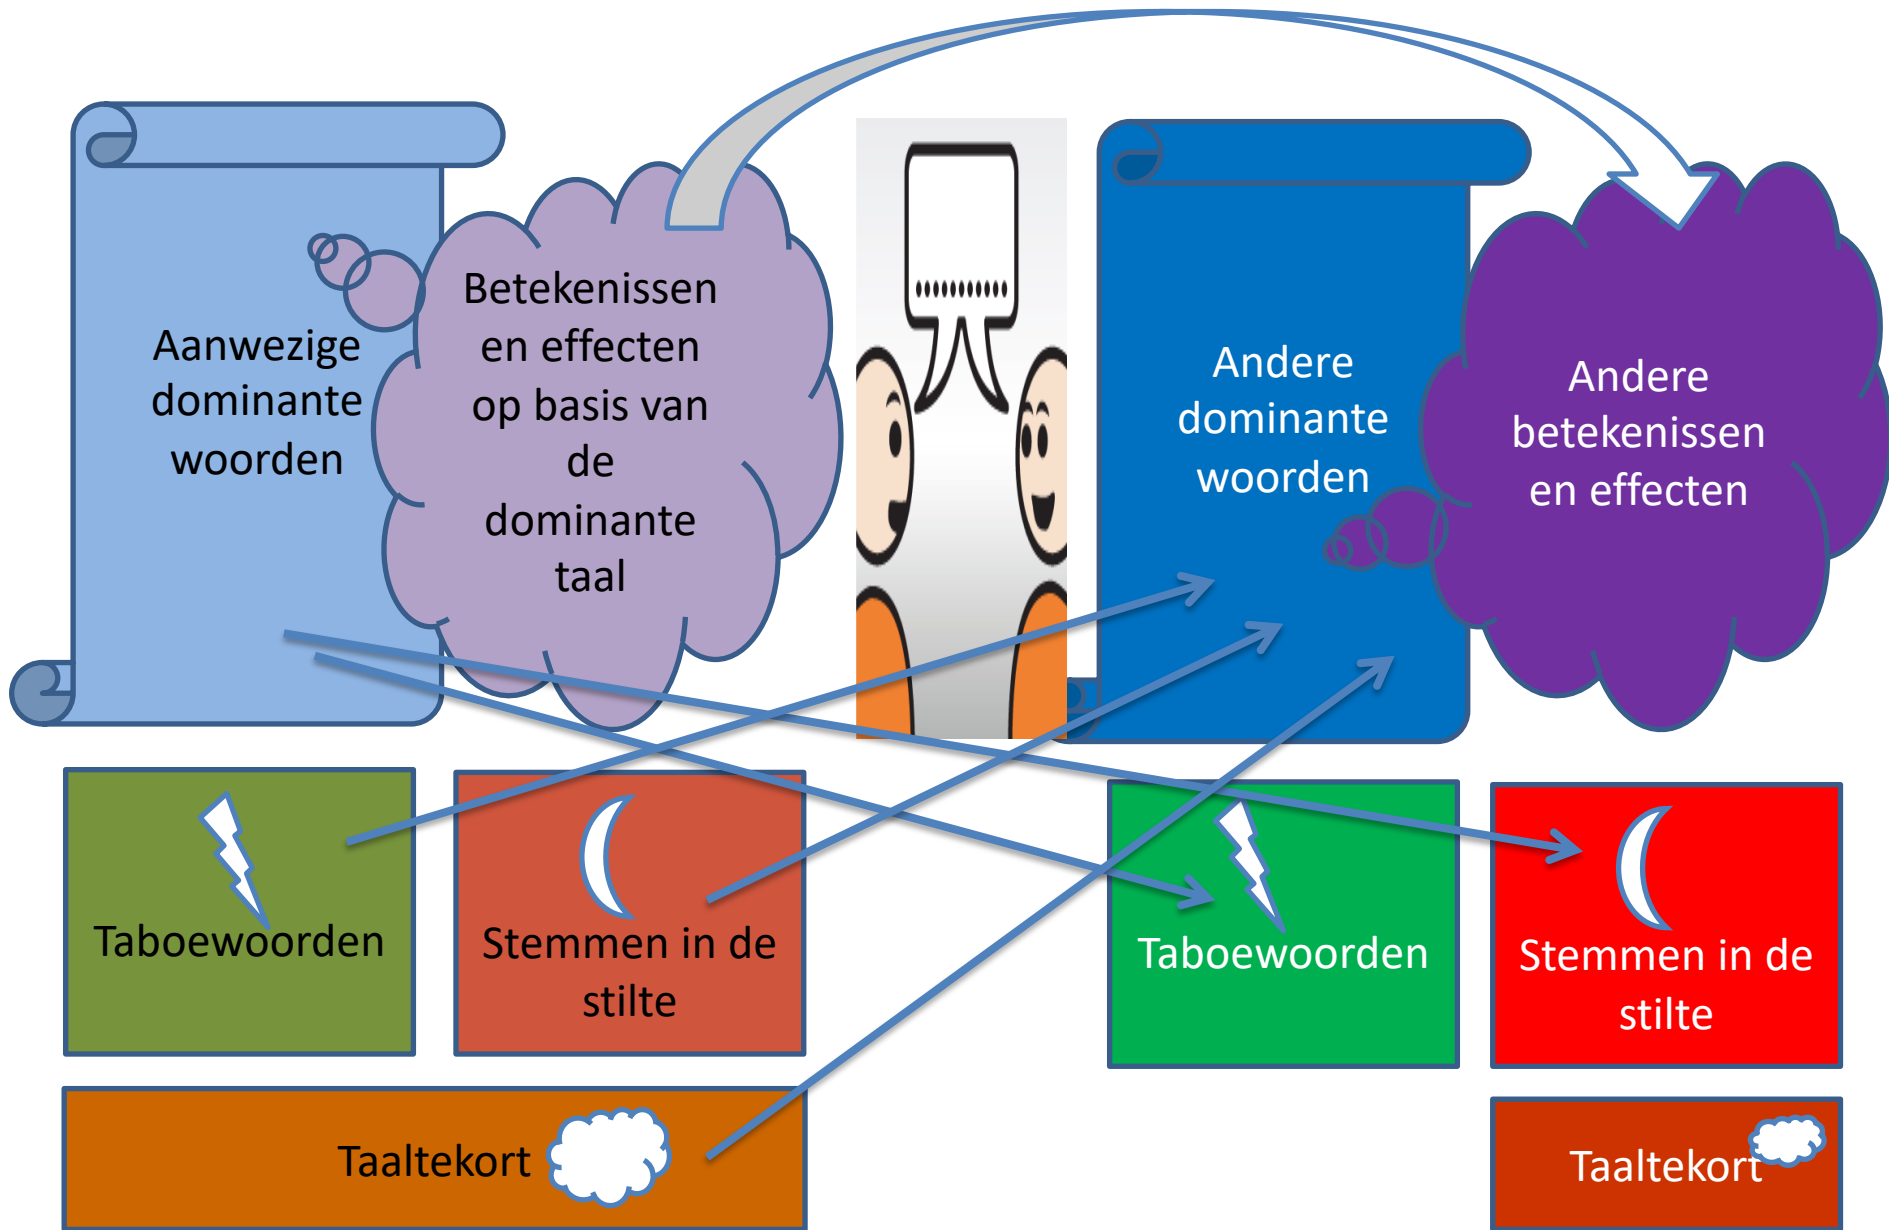 Aanwezige
dominante
woorden
Betekenissen
en effecten
op basis van
de
dominante
taal
Andere
dominante
woorden
Andere
betekenissen
en effecten
Taboewoorden
Stemmen in de
stilte
Taboewoorden
Stemmen in de
stilte
Taaltekort
Taaltekort